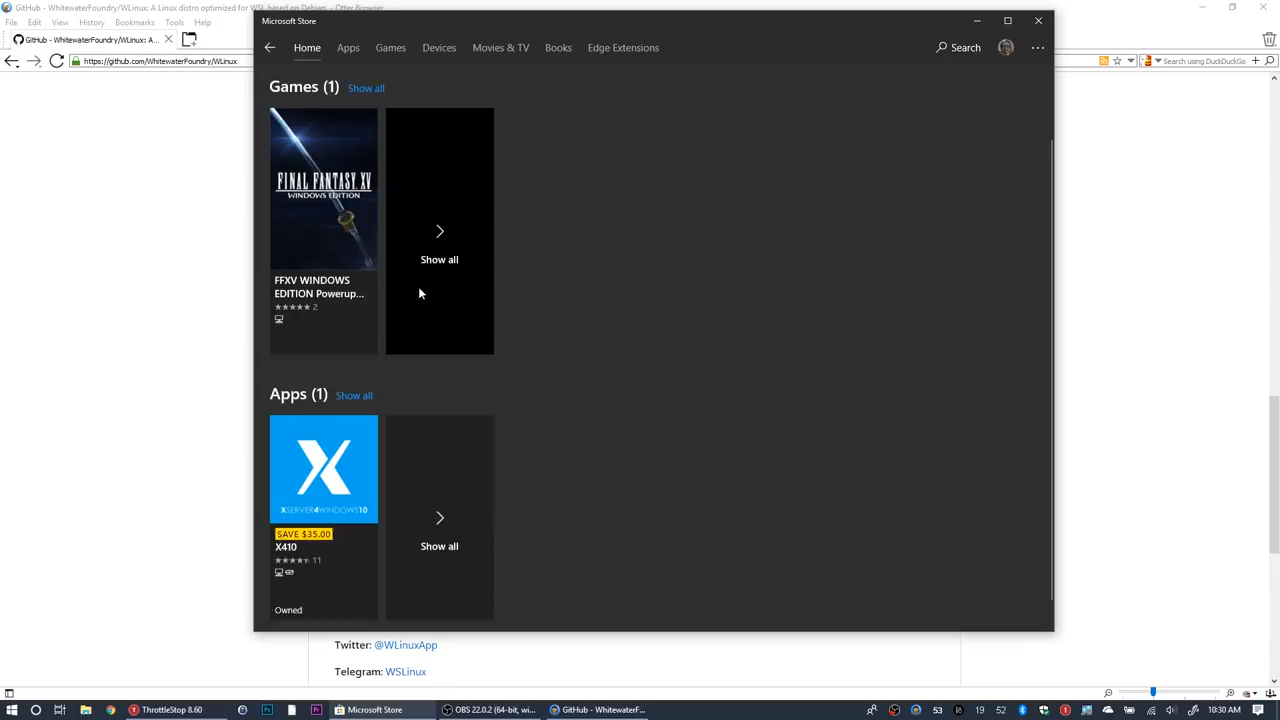 GitHub - WhitewaterFoundry/WLinux: A Linux distro optimized for WSL based on Debian. - Otter Browser
File Edit View History Bookmarks Tools Help
GitHub - WhitewaterFoundry/WLinux: A...
https://github.com/WhitewaterFoundry/WLinux
Search using DuckDuckGo
Microsoft Store
Home Apps Games Devices Movies & TV Books Edge Extensions Search
Games (1) Show all
FINAL FANTASY XV
WINDOWS EDITION
Show all
FFXV WINDOWS
EDITION Powerup...
2
Apps (1) Show all
X
XSERVER4WINDOWS10
SAVE $35.00
X410
11
Show all
Owned
Twitter: @WLinuxApp
Telegram: WSLinux
ThrottleStop 8.60
Microsoft Store
OBS 22.0.2 (64-bit, wi...
GitHub - WhitewaterF...
53 19 52
10:30 AM